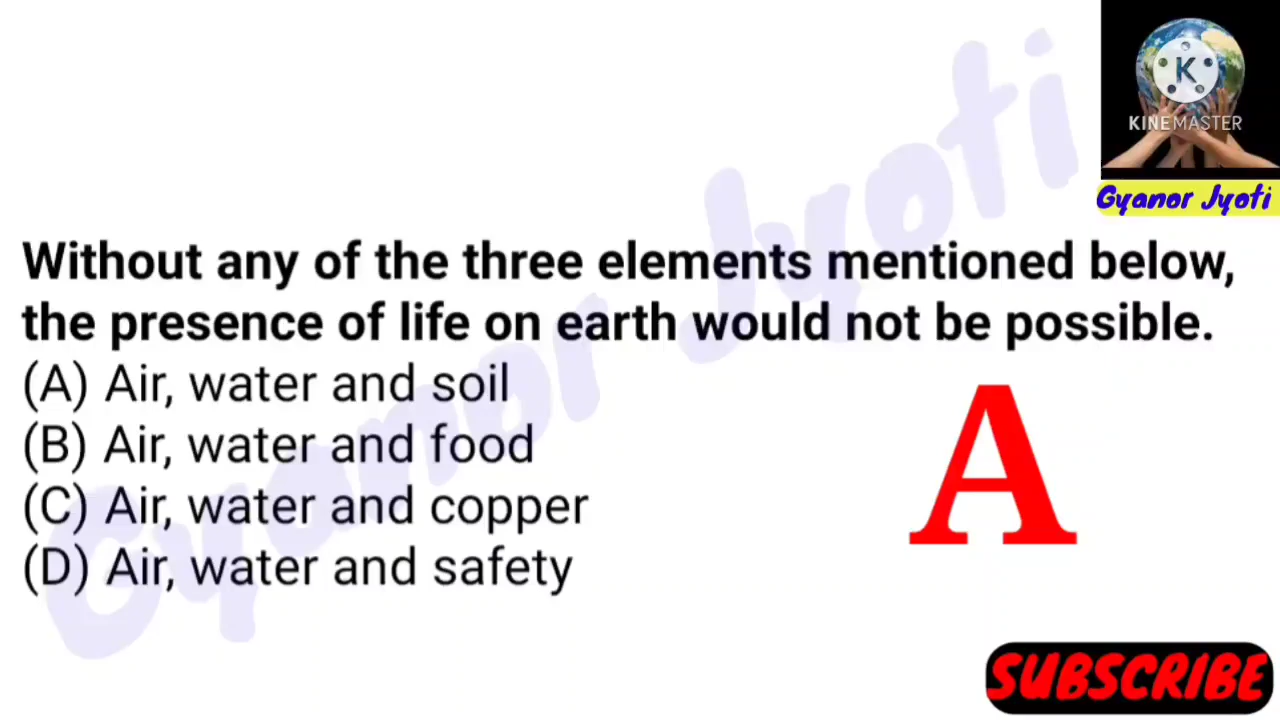 K
KINEMASTER
Gyanor Jyoti
Gyanor Jyoti
Without any of the three elements mentioned below,
the presence of life on earth would not be possible.
(A) Air, water and soil
(B) Air, water and food
(C) Air, water and copper
(D) Air, water and safety
A
SUBSCRIBE